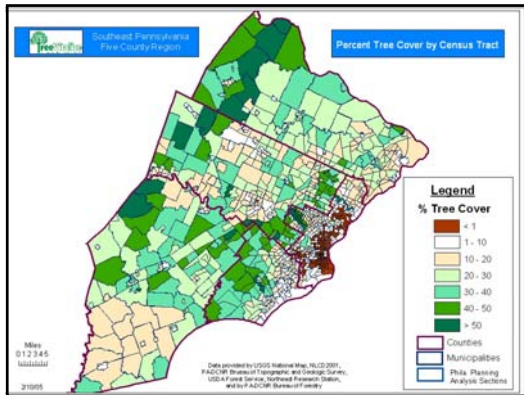 Tree Vitalize
Southeast Pennsylvania
Five County Region
Percent Tree Cover by Census Tract
Legend
% Tree Cover
< 1
1 - 10
10 - 20
20 - 30
30 - 40
40 - 50
> 50
Counties
Municipalities
Phila. Planning
Analysis Sections
Miles
0 1 2 3 4 5
2/10/05
Data provided by USGS National Map, NLCD 2001,
PA-DCNR Bureau of Topographic and Geologic Survey,
USDA Forest Service, Northeast Research Station,
and by PA-DCNR Bureau of Forestry